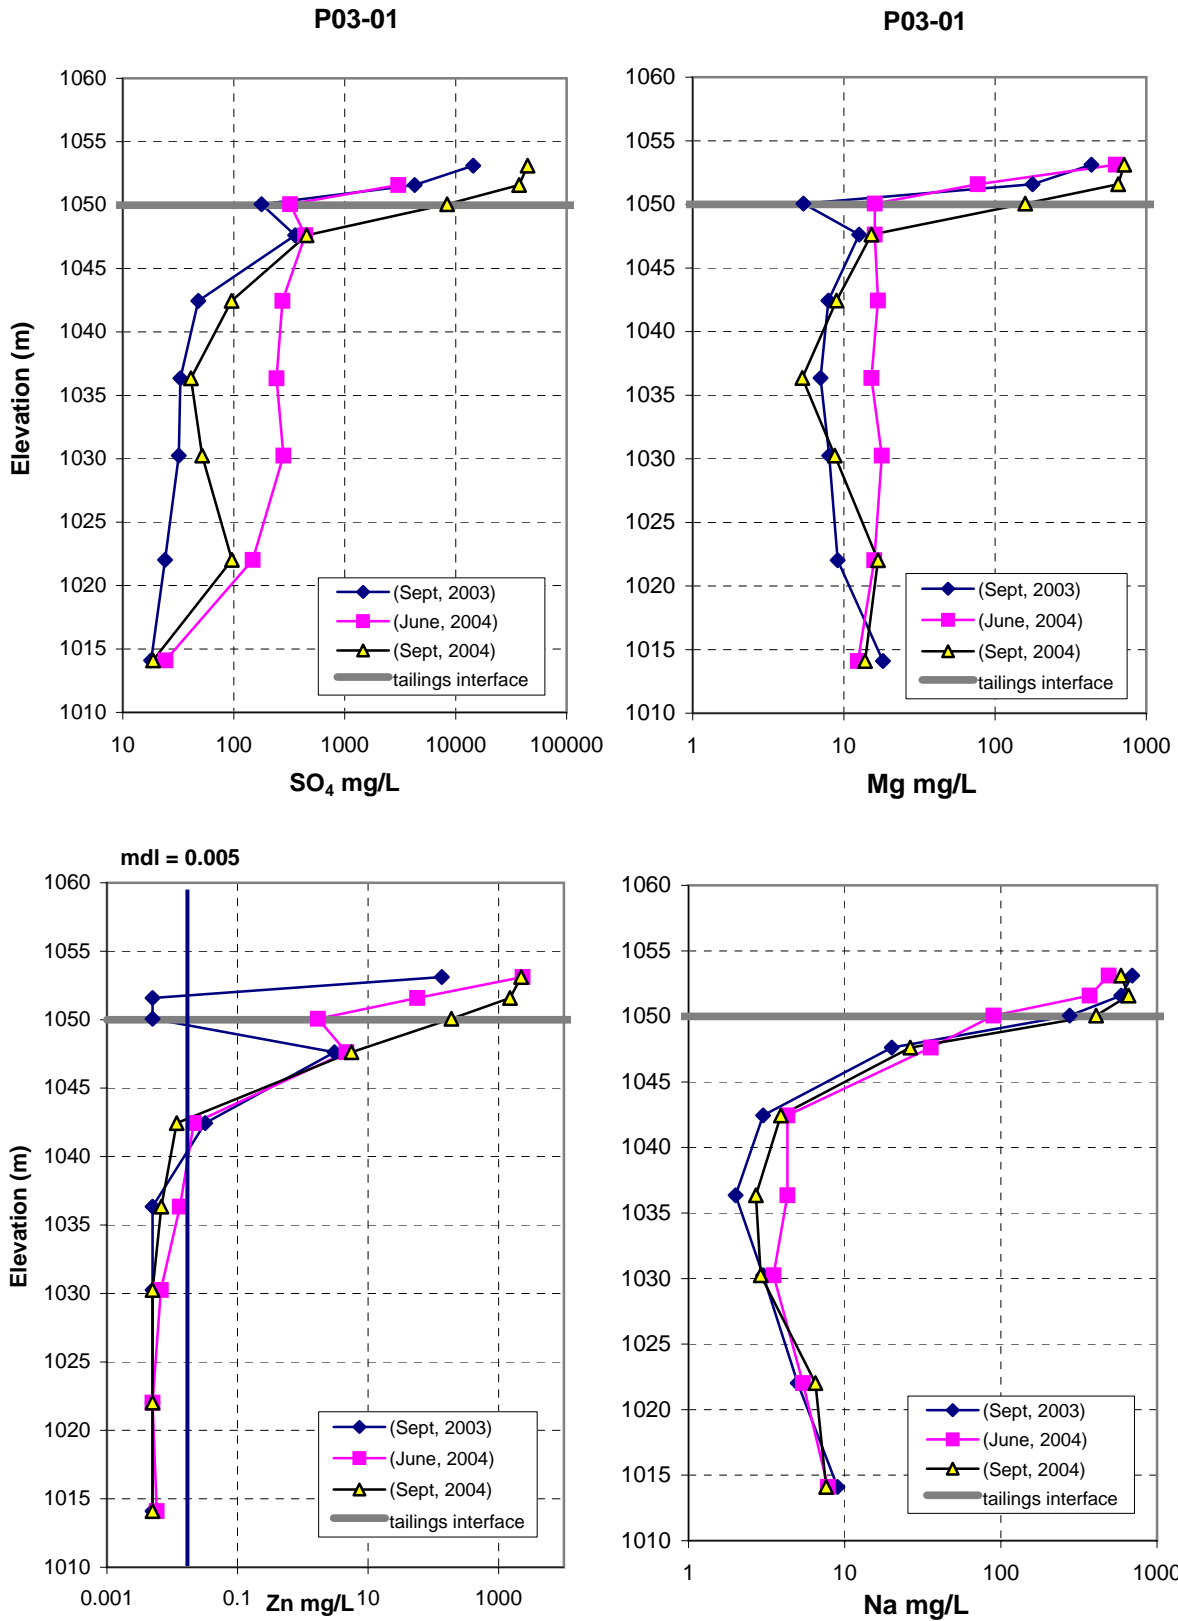 P03-01
P03-01
1060
1055
1050
1045
1040
1035
1030
1025
1020
1015
1010
Elevation (m)
10
100
1000
10000
100000
SO₄ mg/L
(Sept, 2003)
(June, 2004)
(Sept, 2004)
tailings interface
1060
1055
1050
1045
1040
1035
1030
1025
1020
1015
1010
1
10
100
1000
Mg mg/L
(Sept, 2003)
(June, 2004)
(Sept, 2004)
tailings interface
mdl = 0.005
1060
1055
1050
1045
1040
1035
1030
1025
1020
1015
1010
Elevation (m)
0.001
0.1
10
1000
Zn mg/L
(Sept, 2003)
(June, 2004)
(Sept, 2004)
tailings interface
1060
1055
1050
1045
1040
1035
1030
1025
1020
1015
1010
1
10
100
1000
Na mg/L
(Sept, 2003)
(June, 2004)
(Sept, 2004)
tailings interface